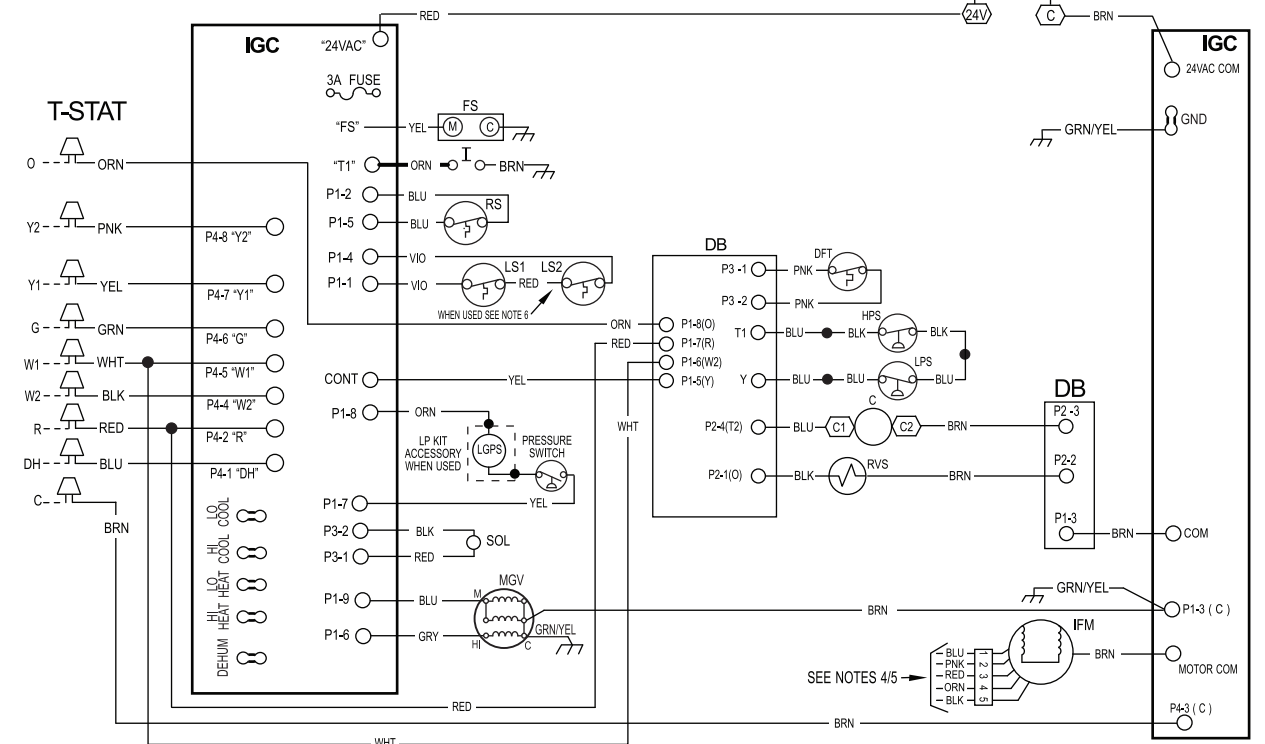 RED
24V
C
BRN
IGC
"24VAC"
3A FUSE
IGC
24VAC COM
T-STAT
FS
"FS"
YEL
M
C
GRN/YEL
GND
O
ORN
"T1"
ORN
BRN
P1-2
BLU
RS
P1-5
BLU
Y2
PNK
P4-8 "Y2"
P1-4
VIO
LS1
LS2
P1-1
VIO
RED
WHEN USED SEE NOTE 6
DB
P3 -1
PNK
DFT
P3 -2
PNK
Y1
YEL
P4-7 "Y1"
G
GRN
P4-6 "G"
ORN
P1-8(O)
T1
BLU
BLK
HPS
BLK
RED
P1-7(R)
W1
WHT
P4-5 "W1"
P1-6(W2)
CONT
YEL
P1-5(Y)
Y
BLU
BLU
LPS
BLU
W2
BLK
P4-4 "W2"
DB
R
RED
P4-2 "R"
P1-8
ORN
WHT
P2-4(T2)
BLU
C1
C
C2
BRN
P2 -3
LP KIT
ACCESSORY
WHEN USED
LGPS
PRESSURE
SWITCH
DH
BLU
P4-1 "DH"
P2-1(O)
BLK
RVS
BRN
P2-2
C
BRN
P1-7
YEL
LO
COOL
P3-2
BLK
SOL
P1-3
BRN
COM
HI
COOL
P3-1
RED
LO
HEAT
MGV
GRN/YEL
P1-9
BLU
M
BRN
P1-3 ( C )
HI
HEAT
P1-6
GRY
HI
C
GRN/YEL
IFM
DEHUM
SEE NOTES 4/5
BLU
1
PNK
2
RED
3
ORN
4
BLK
5
BRN
MOTOR COM
RED
P4-3 ( C )
BRN
WHT